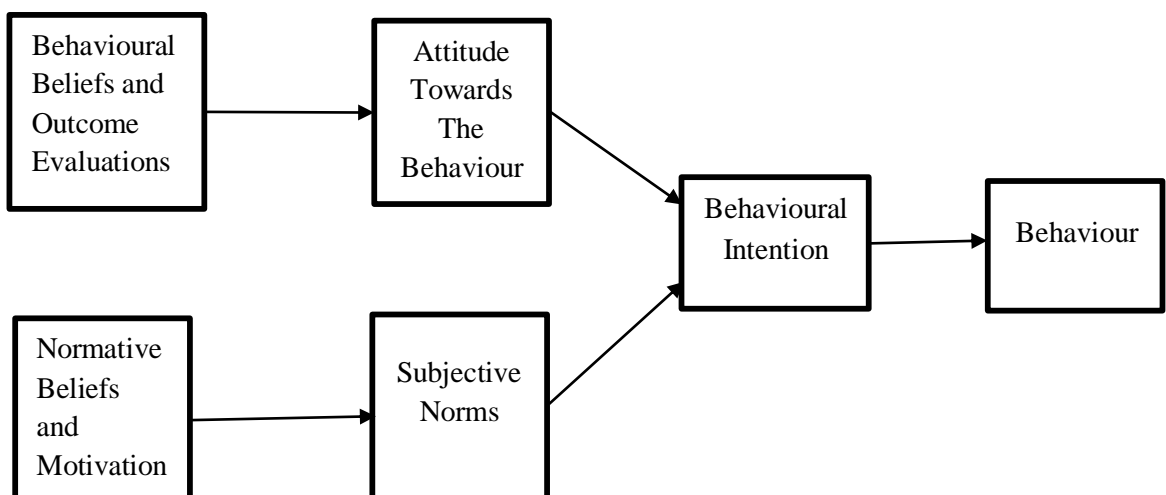 Behavioural
Beliefs and
Outcome
Evaluations
Attitude
Towards
The
Behaviour
Behavioural
Intention
Behaviour
Normative
Beliefs
and
Motivation
Subjective
Norms